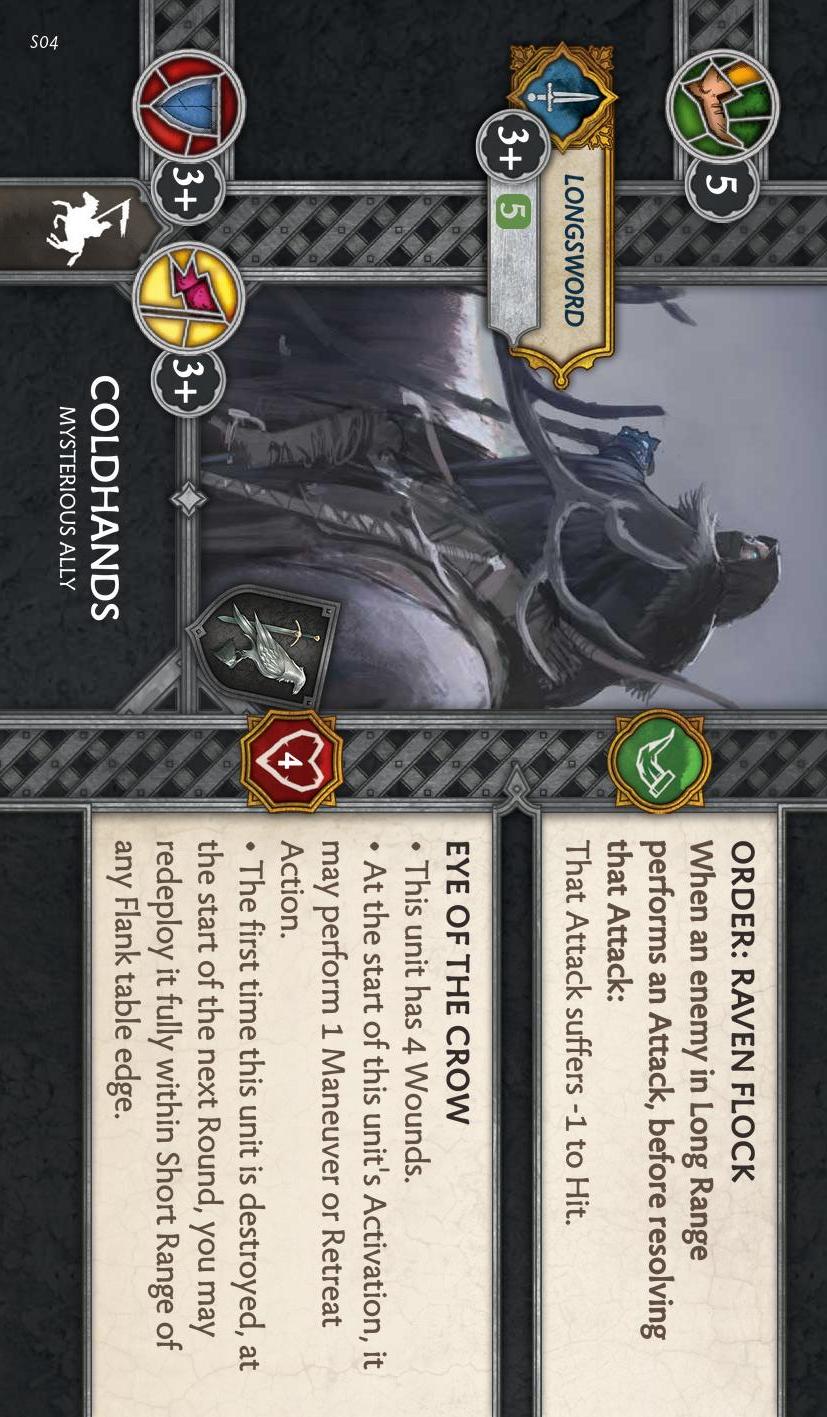 5
LONGSWORD
3+
5
3+
3+
COLDHANDS
MYSTERIOUS ALLY
S04
ORDER: RAVEN FLOCK
When an enemy in Long Range
performs an Attack, before resolving
that Attack:
That Attack suffers -1 to Hit.
4
EYE OF THE CROW
• This unit has 4 Wounds.
• At the start of this unit's Activation, it
may perform 1 Maneuver or Retreat
Action.
• The first time this unit is destroyed, at
the start of the next Round, you may
redeploy it fully within Short Range of
any Flank table edge.